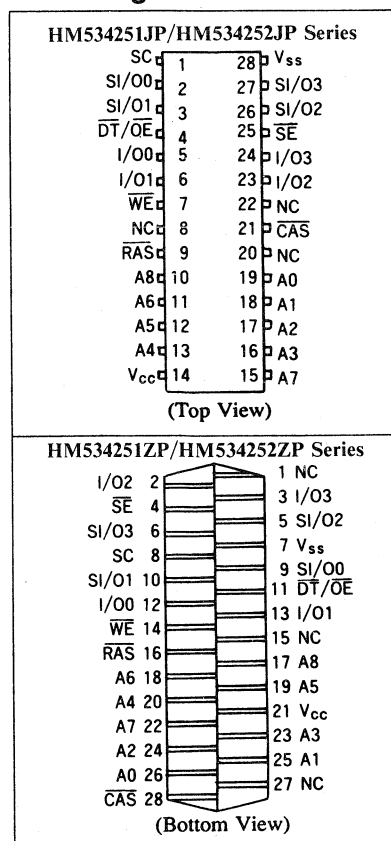 HM534251JP/HM534252JP Series
SC 1 28 Vss
SI/O0 2 27 SI/O3
SI/O1 3 26 SI/O2
DT/OE 4 25 SE
I/O0 5 24 I/O3
I/O1 6 23 I/O2
WE 7 22 NC
NC 8 21 CAS
RAS 9 20 NC
A8 10 19 A0
A6 11 18 A1
A5 12 17 A2
A4 13 16 A3
Vcc 14 15 A7
(Top View)
HM534251ZP/HM534252ZP Series
1 NC
I/O2 2
3 I/O3
SE 4
5 SI/O2
SI/O3 6
7 Vss
SC 8
9 SI/O0
SI/O1 10
11 DT/OE
I/O0 12
13 I/O1
WE 14
15 NC
RAS 16
17 A8
A6 18
19 A5
A4 20
21 Vcc
A7 22
23 A3
A2 24
25 A1
A0 26
27 NC
CAS 28
(Bottom View)